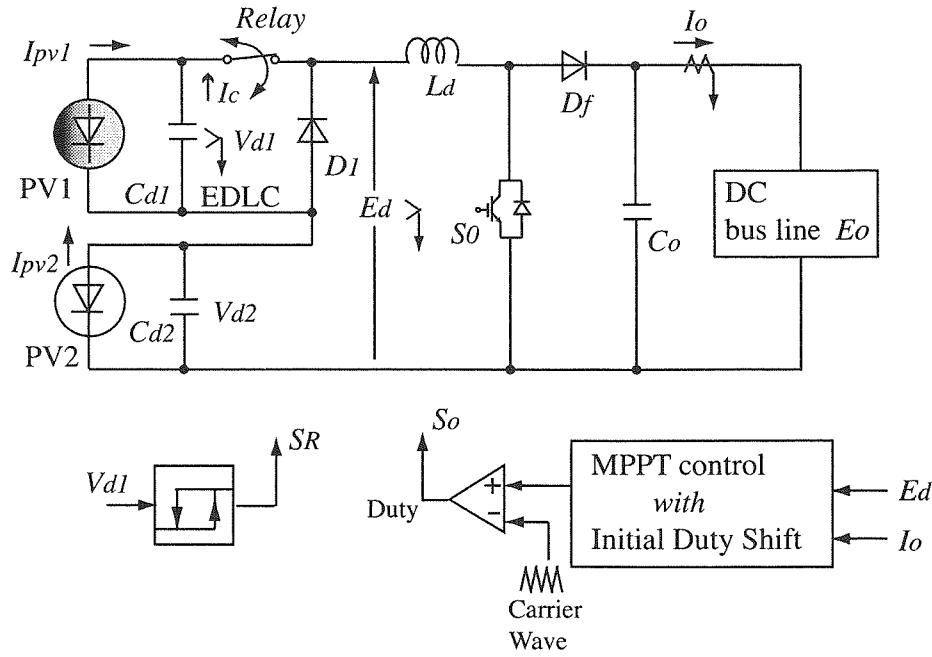 Relay
Ipv1
Io
Ic
Ld
Df
Vd1
D1
PV1
Cd1
EDLC
Ed
S0
Co
DC
bus line Eo
Ipv2
Vd2
Cd2
PV2
SR
So
Vd1
Duty
+
−
MPPT control
with
Initial Duty Shift
Ed
Io
Carrier
Wave